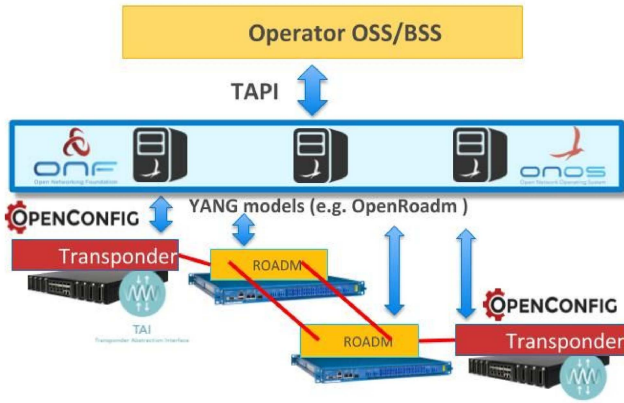 Operator OSS/BSS
TAPI
ONF
Open Networking Foundation
onos
Open Network Operating System
OPENCONFIG
YANG models (e.g. OpenRoadm )
Transponder
ROADM
TAI
Transponder Abstraction Interface
OPENCONFIG
ROADM
Transponder